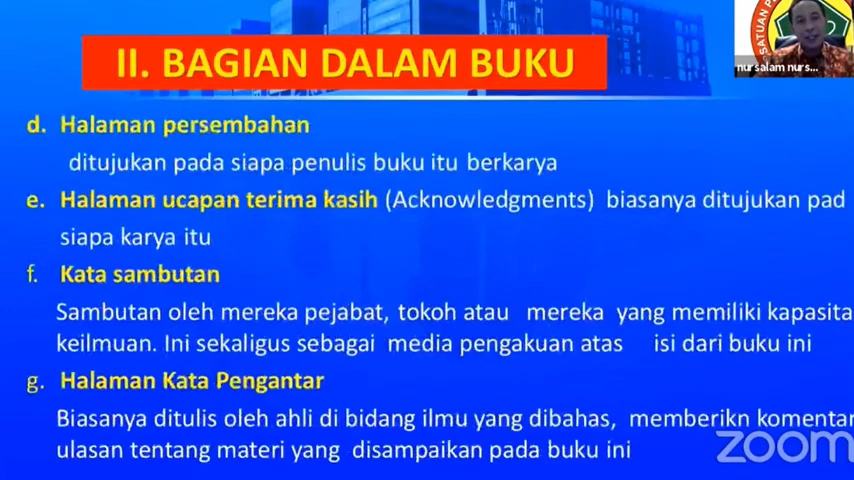 II. BAGIAN DALAM BUKU
SATUAN P
nursalam nurs...
d. Halaman persembahan
ditujukan pada siapa penulis buku itu berkarya
e. Halaman ucapan terima kasih (Acknowledgments) biasanya ditujukan pad
siapa karya itu
f. Kata sambutan
Sambutan oleh mereka pejabat, tokoh atau mereka yang memiliki kapasita
keilmuan. Ini sekaligus sebagai media pengakuan atas isi dari buku ini
g. Halaman Kata Pengantar
Biasanya ditulis oleh ahli di bidang ilmu yang dibahas, memberikn komentar
ulasan tentang materi yang disampaikan pada buku ini
zoom